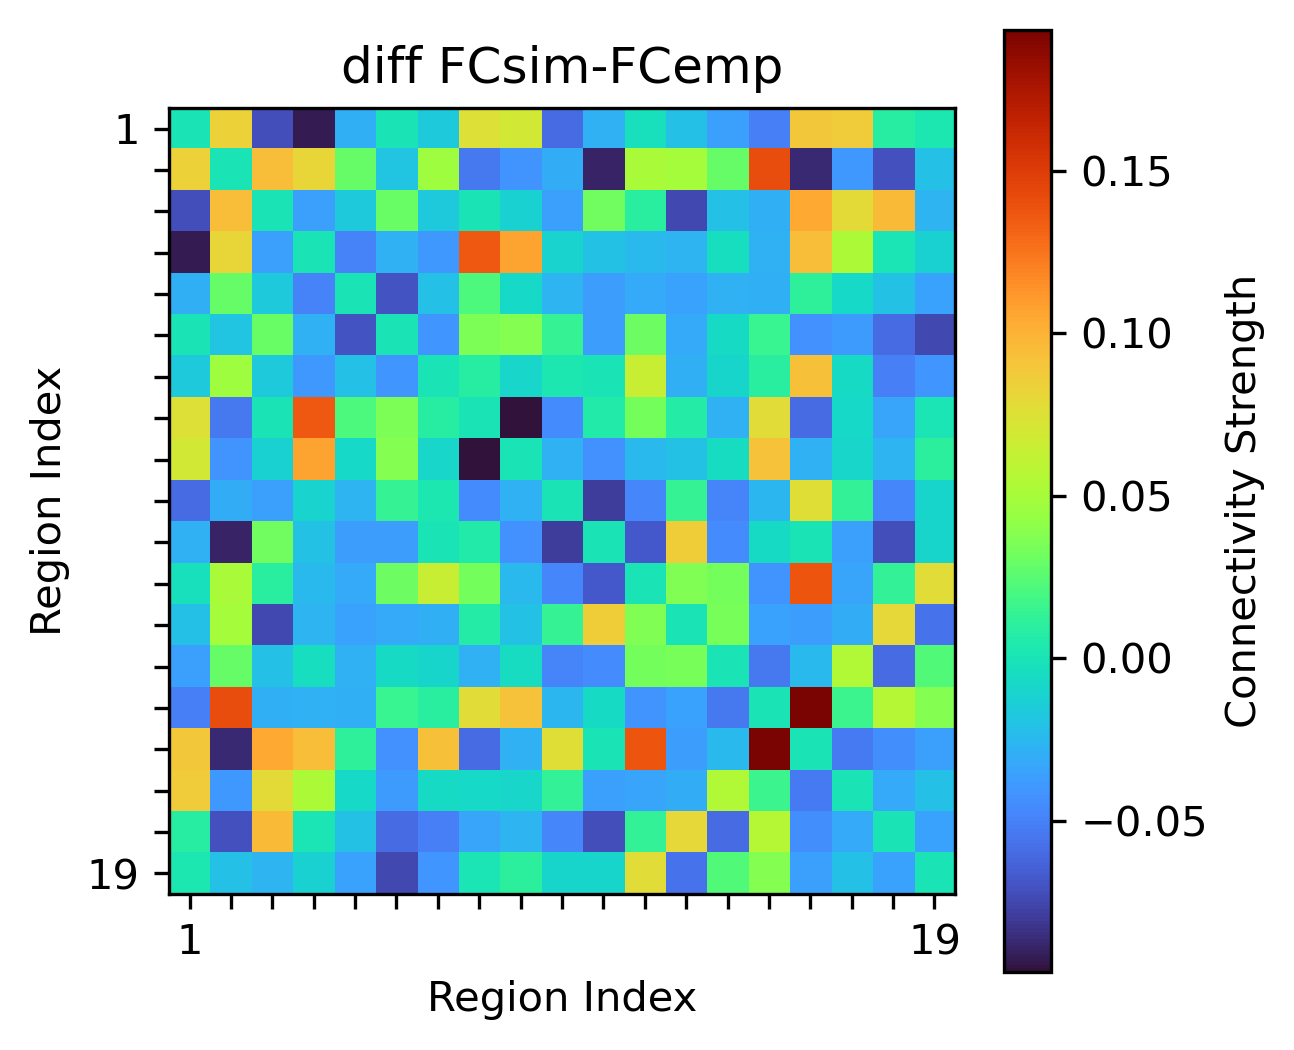 diff FCsim-FCemp
1
19
Region Index
1
19
Region Index
0.15
0.10
0.05
0.00
−0.05
Connectivity Strength